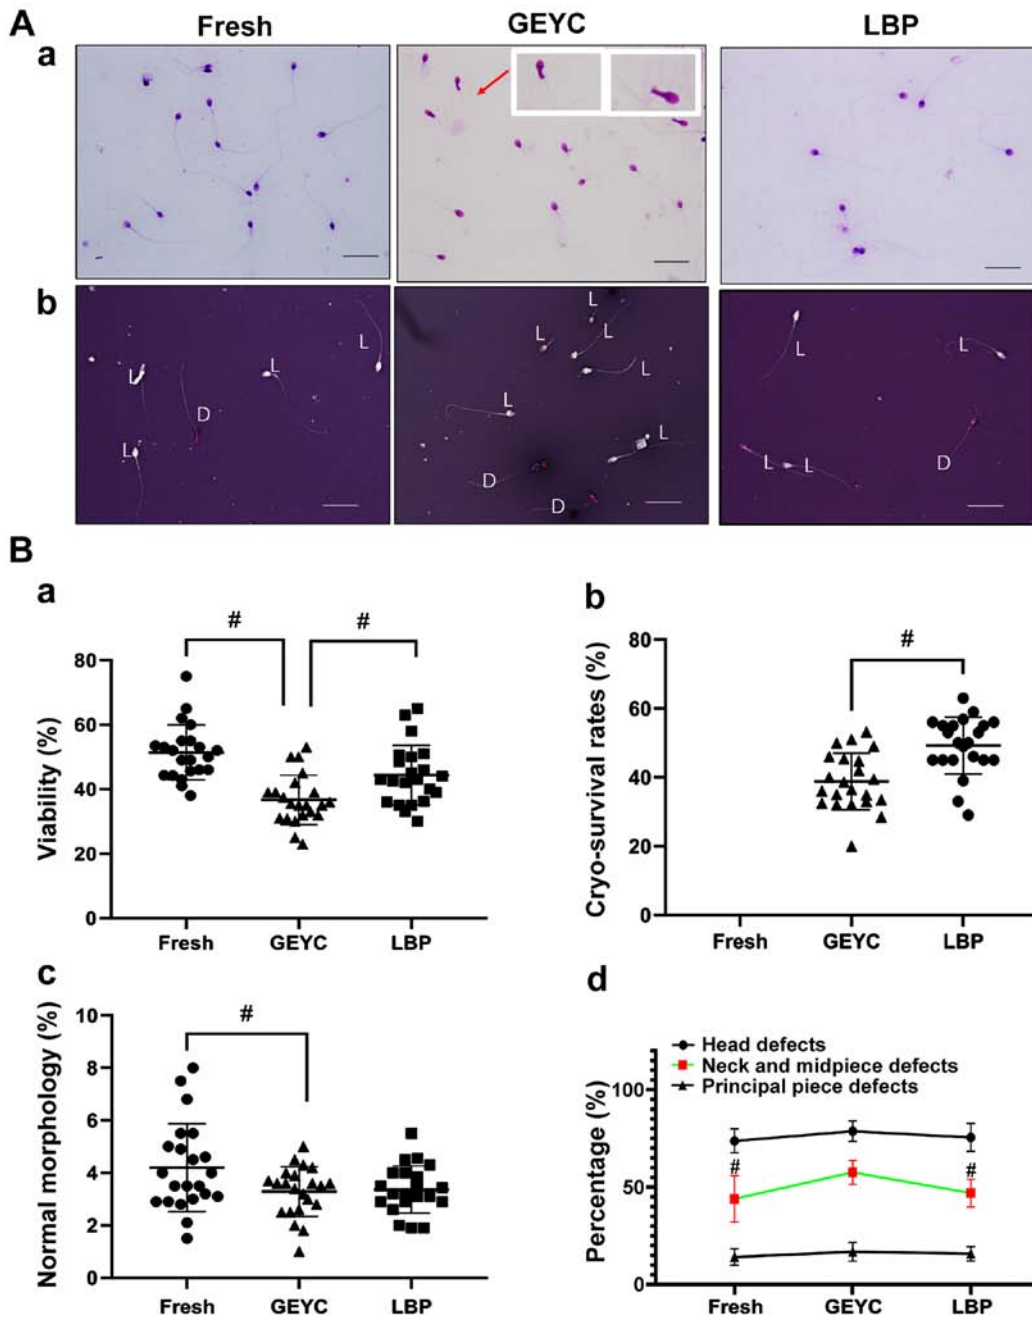 A
Fresh GEYC LBP
a
b
L L L D L
L L L L L L D D
L L L L D
B
a
#
#
Viability (%)
80
60
40
20
0
Fresh GEYC LBP
b
#
Cryo-survival rates (%)
80
60
40
20
0
Fresh GEYC LBP
c
#
Normal morphology (%)
10
8
6
4
2
0
Fresh GEYC LBP
d
Head defects
Neck and midpiece defects
Principal piece defects
Percentage (%)
100
50
0
# #
Fresh GEYC LBP